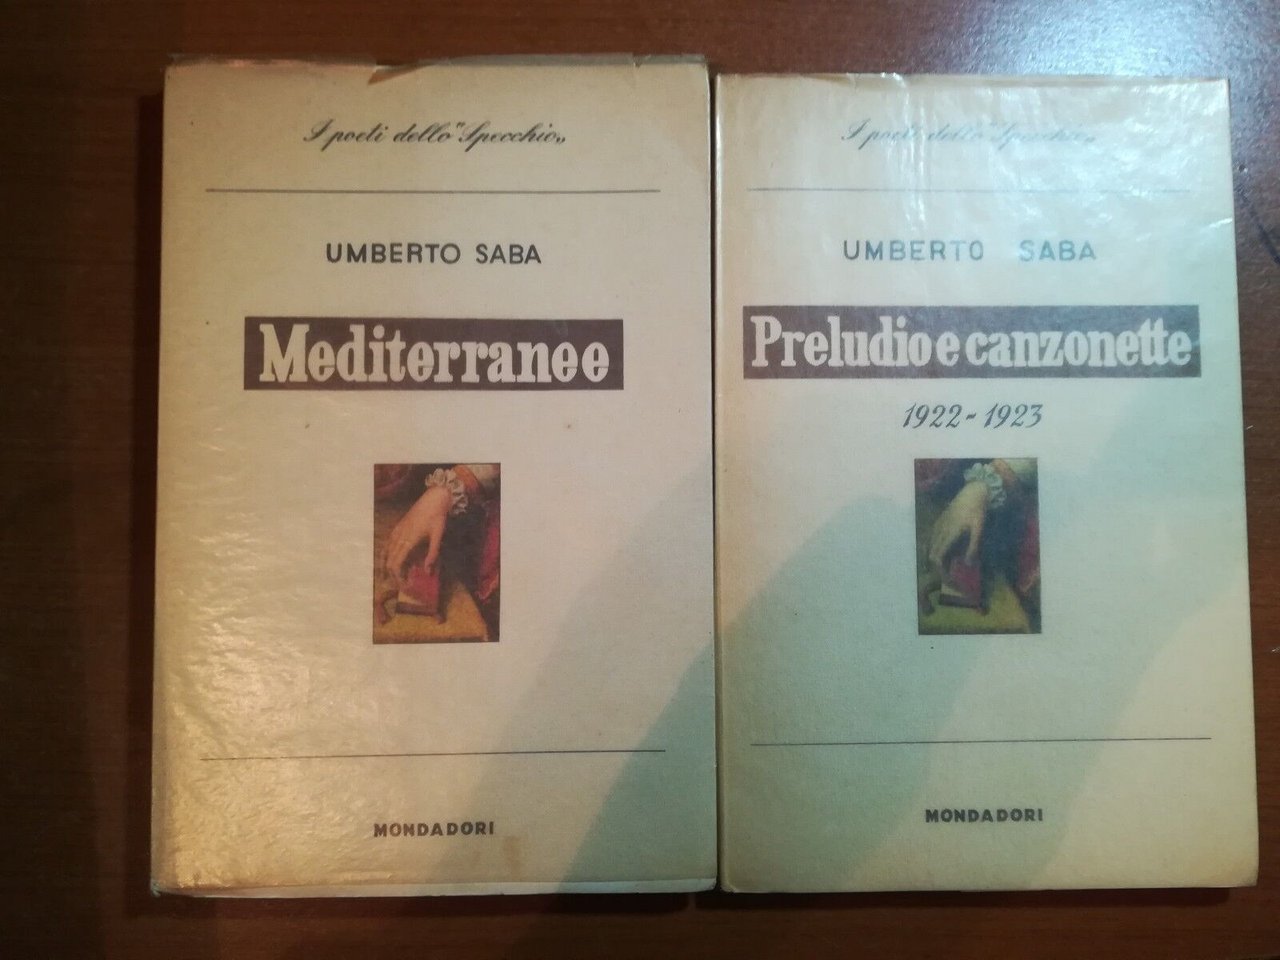 I poeti dello "Specchio„
UMBERTO SABA
Mediterranee
MONDADORI
I poeti dello "Specchio„
UMBERTO SABA
Preludio e canzonette
1922-1923
MONDADORI